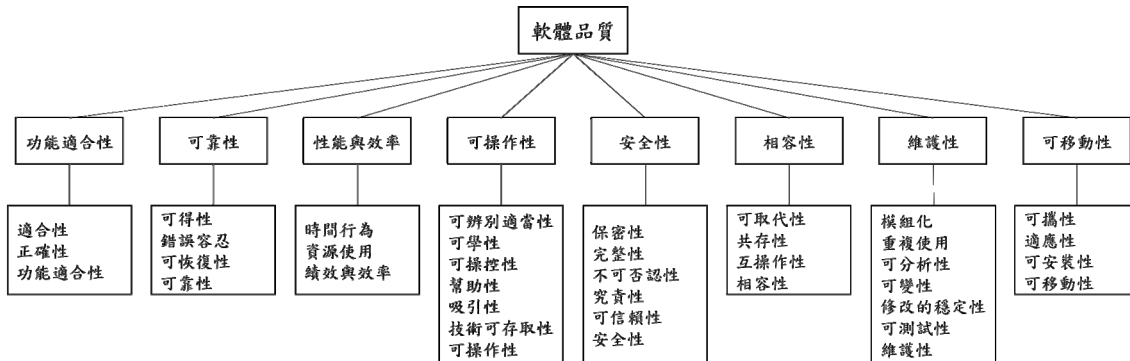 軟體品質
功能適合性
可靠性
性能與效率
可操作性
安全性
相容性
維護性
可移動性
適合性
正確性
功能適合性
可得性
錯誤容忍
可恢復性
可靠性
時間行為
資源使用
績效與效率
可辨別適當性
可學性
可操控性
幫助性
吸引性
技術可存取性
可操作性
保密性
完整性
不可否認性
究責性
可信賴性
安全性
可取代性
共存性
互操作性
相容性
模組化
重複使用
可分析性
可變性
修改的穩定性
可測試性
維護性
可攜性
適應性
可安裝性
可移動性